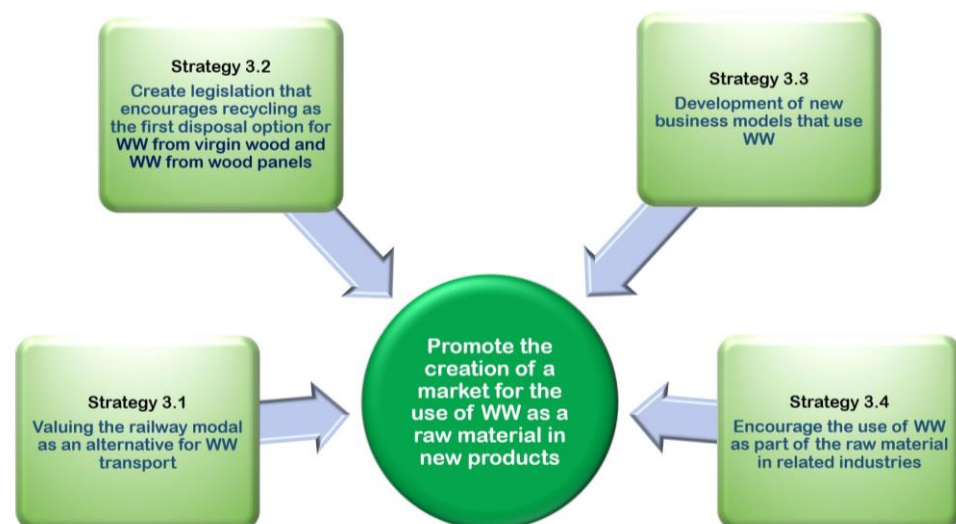 Strategy 3.2
Create legislation that
encourages recycling as
the first disposal option for
WW from virgin wood and
WW from wood panels
Strategy 3.3
Development of new
business models that use
WW
Strategy 3.1
Valuing the railway modal
as an alternative for WW
transport
Promote the
creation of a
market for the
use of WW as a
raw material in
new products
Strategy 3.4
Encourage the use of WW
as part of the raw material
in related industries